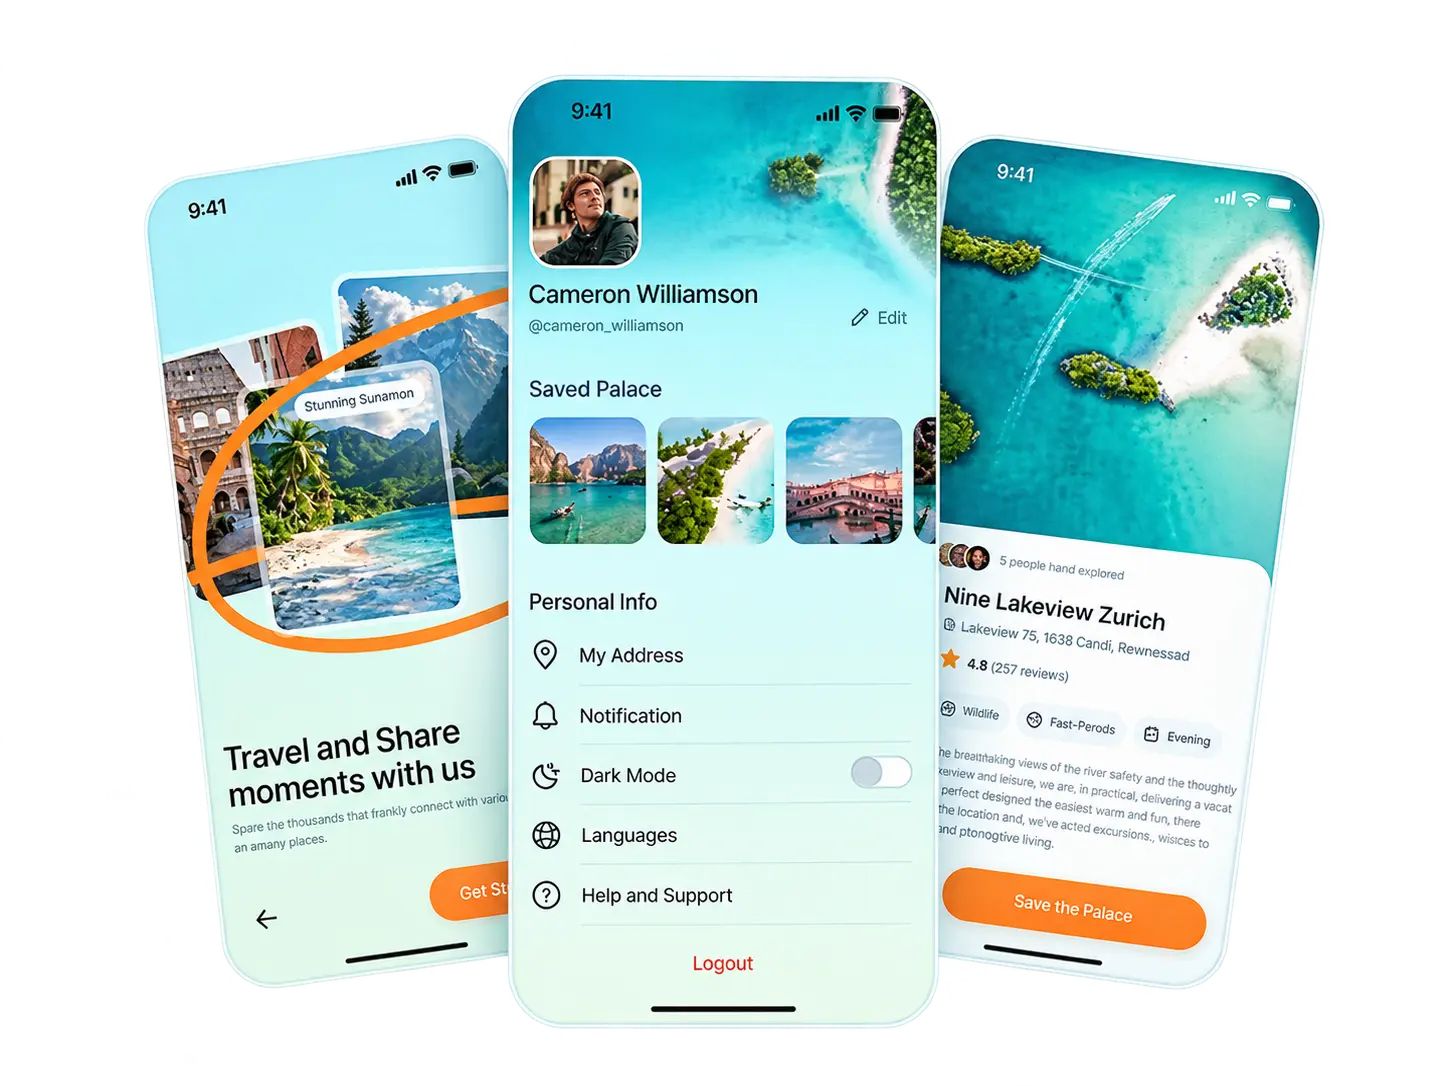 9:41
Stunning Sunamon
Travel and Share
moments with us
Spare the thousands that frankly connect with variou
an amany places.
Get St
9:41
Cameron Williamson
@cameron_williamson
Edit
Saved Palace
Personal Info
My Address
Notification
Dark Mode
Languages
Help and Support
Logout
9:41
5 people hand explored
Nine Lakeview Zurich
Lakeview 75, 1638 Candi, Rewnessad
4.8 (257 reviews)
Wildlife
Fast-Perods
Evening
he breathtaking views of the river safety and the thoughtly
and leisure, we are, in practical, delivering a vacat
perfect designed the easiest warm and fun, there
the location and, we've acted excursions., to
and living.
Save the Palace